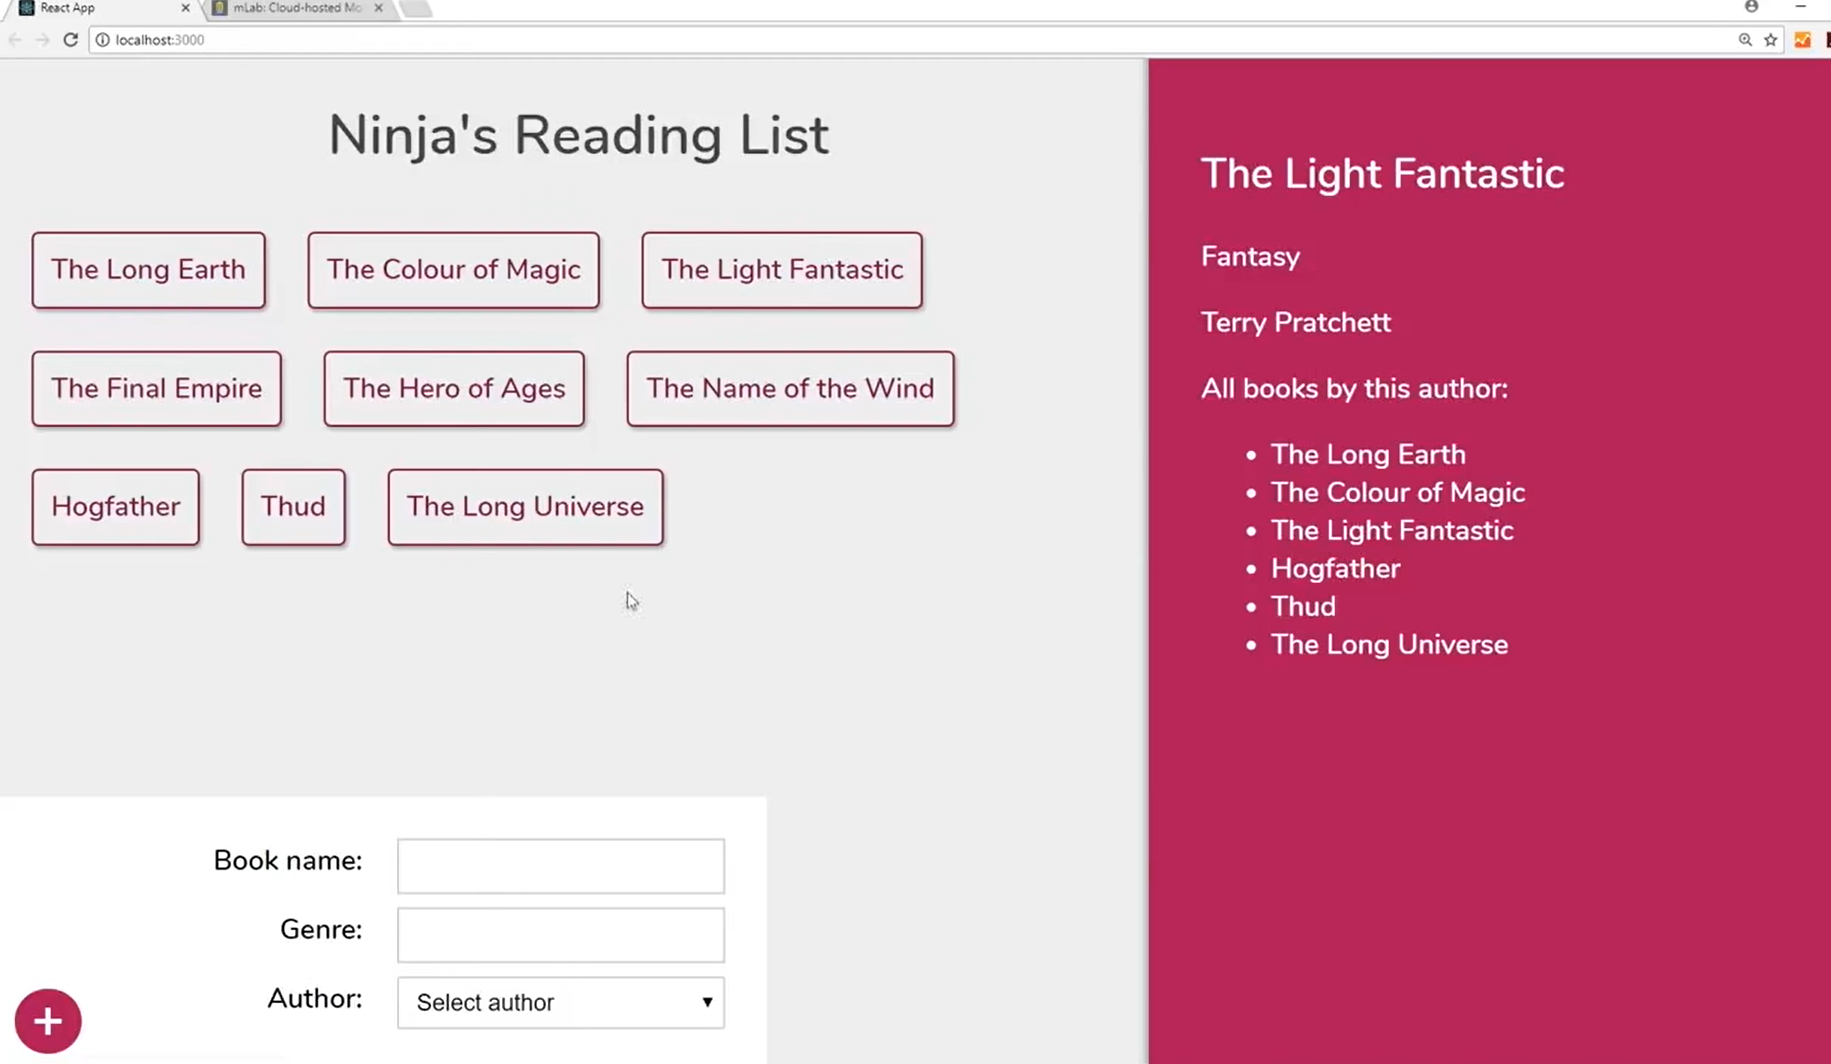 React App
mLab: Cloud-hosted Mo
localhost:3000
Ninja's Reading List
The Long Earth
The Colour of Magic
The Light Fantastic
The Final Empire
The Hero of Ages
The Name of the Wind
Hogfather
Thud
The Long Universe
Book name:
Genre:
Author:
Select author
+
The Light Fantastic
Fantasy
Terry Pratchett
All books by this author:
• The Long Earth
• The Colour of Magic
• The Light Fantastic
• Hogfather
• Thud
• The Long Universe